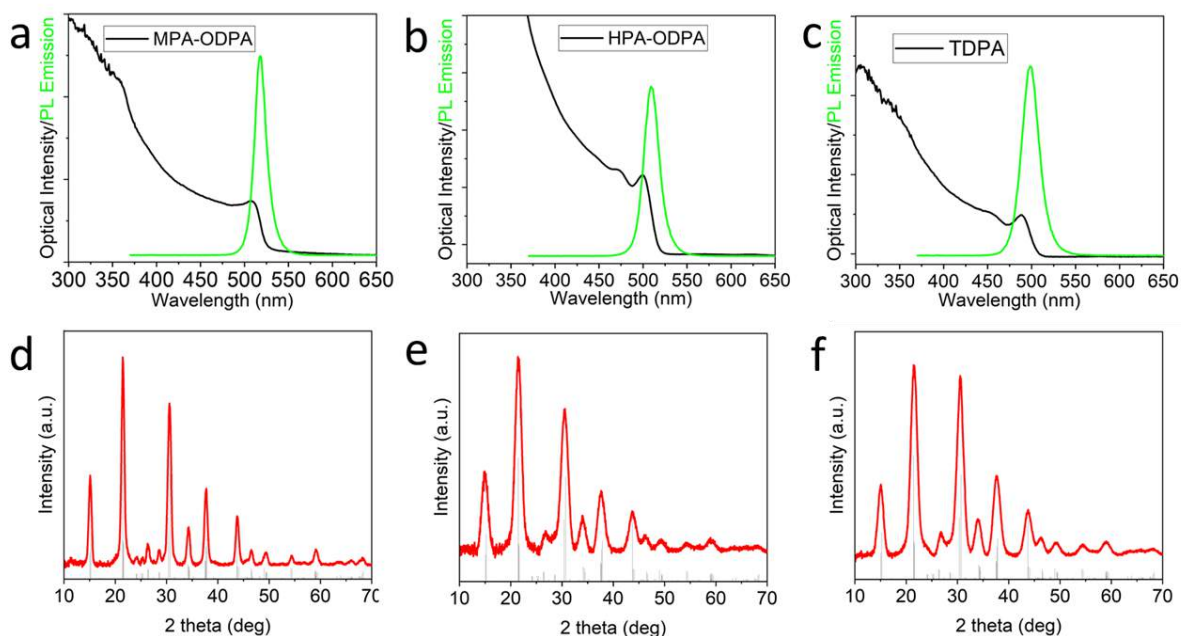 a
MPA-ODPA
Optical Intensity/PL Emission
300 350 400 450 500 550 600 650
Wavelength (nm)
b
HPA-ODPA
Optical Intensity/PL Emission
400 450 500 550 600 650
Wavelength (nm)
c
TDPA
Optical Intensity/PL Emission
300 350 400 450 500 550 600 650
Wavelength (nm)
d
Intensity (a.u.)
10 20 30 40 50 60 70
2 theta (deg)
e
Intensity (a.u.)
10 20 30 40 50 60 70
2 theta (deg)
f
Intensity (a.u.)
10 20 30 40 50 60 70
2 theta (deg)